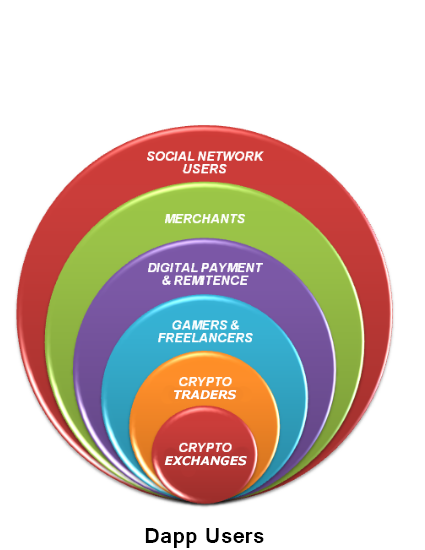 SOCIAL NETWORK
USERS
MERCHANTS
DIGITAL PAYMENT
& REMITENCE
GAMERS &
FREELANCERS
CRYPTO
TRADERS
CRYPTO
EXCHANGES
Dapp Users